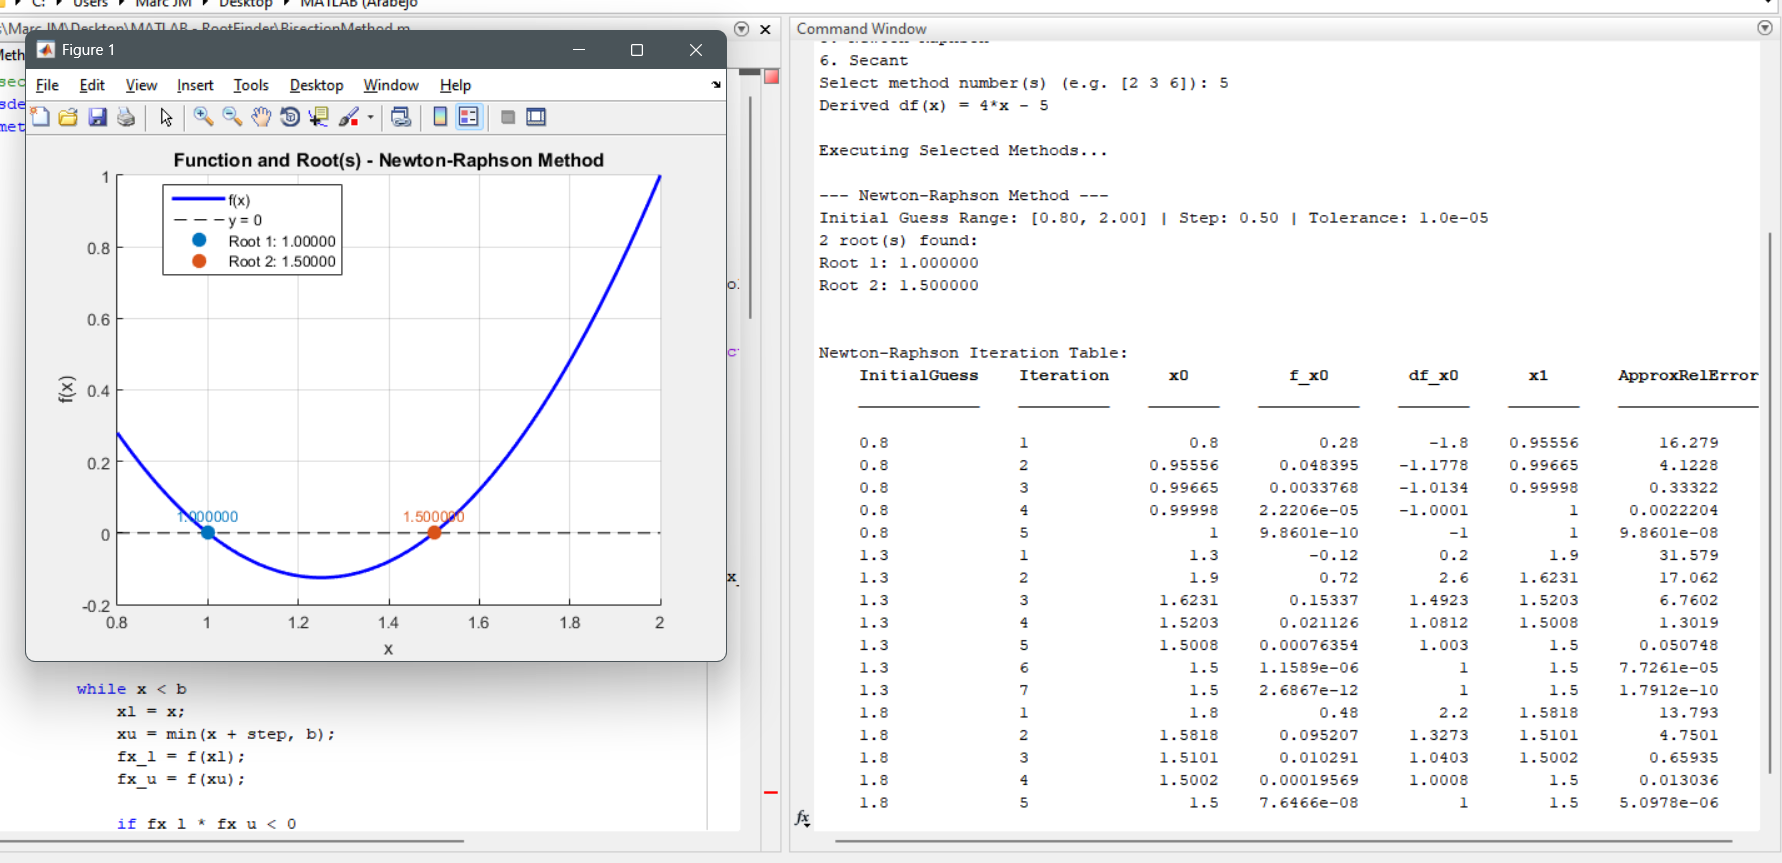 C: Users Marc JM Desktop MATLAB (Arabejo
\Marc JM\Desktop\MATLAB - RootFinder\BisectionMethod.m
Figure 1
File Edit View Insert Tools Desktop Window Help
Function and Root(s) - Newton-Raphson Method
f(x)
y = 0
Root 1: 1.00000
Root 2: 1.50000
1
0.8
0.6
0.4
0.2
0
-0.2
f(x)
1.000000
1.500000
0.8 1 1.2 1.4 1.6 1.8 2
x
while x < b
xl = x;
xu = min(x + step, b);
fx_l = f(xl);
fx_u = f(xu);
if fx_l * fx_u < 0
Command Window
5. Newton-Raphson
6. Secant
Select method number(s) (e.g. [2 3 6]): 5
Derived df(x) = 4*x - 5
Executing Selected Methods...
--- Newton-Raphson Method ---
Initial Guess Range: [0.80, 2.00] | Step: 0.50 | Tolerance: 1.0e-05
2 root(s) found:
Root 1: 1.000000
Root 2: 1.500000
Newton-Raphson Iteration Table:
InitialGuess Iteration x0 f_x0 df_x0 x1 ApproxRelError
0.8 1 0.8 0.28 -1.8 0.95556 16.279
0.8 2 0.95556 0.048395 -1.1778 0.99665 4.1228
0.8 3 0.99665 0.0033768 -1.0134 0.99998 0.33322
0.8 4 0.99998 2.2206e-05 -1.0001 1 0.0022204
0.8 5 1 9.8601e-10 -1 1 9.8601e-08
1.3 1 1.3 -0.12 0.2 1.9 31.579
1.3 2 1.9 0.72 2.6 1.6231 17.062
1.3 3 1.6231 0.15337 1.4923 1.5203 6.7602
1.3 4 1.5203 0.021126 1.0812 1.5008 1.3019
1.3 5 1.5008 0.00076354 1.003 1.5 0.050748
1.3 6 1.5 1.1589e-06 1 1.5 7.7261e-05
1.3 7 1.5 2.6867e-12 1 1.5 1.7912e-10
1.8 1 1.8 0.48 2.2 1.5818 13.793
1.8 2 1.5818 0.095207 1.3273 1.5101 4.7501
1.8 3 1.5101 0.010291 1.0403 1.5002 0.65935
1.8 4 1.5002 0.00019569 1.0008 1.5 0.013036
1.8 5 1.5 7.6466e-08 1 1.5 5.0978e-06
fx